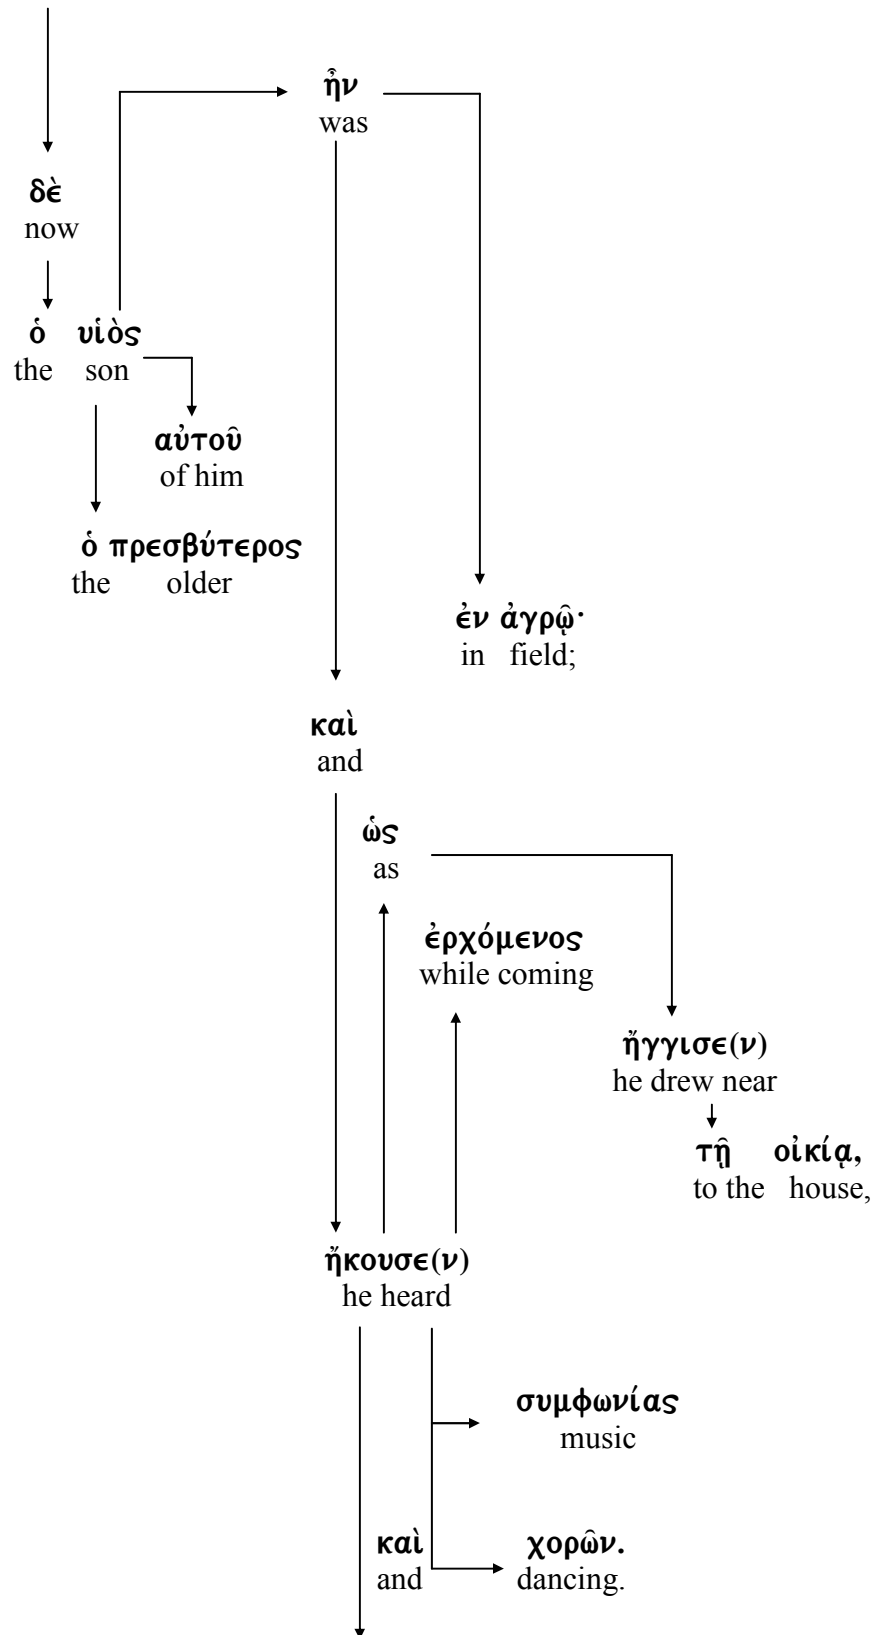 ἦν
was
δὲ
now
ὁ υἱὸς
the son
αὐτοῦ
of him
ὁ πρεσβύτερος
the older
ἐν ἀγρῷ·
in field;
καὶ
and
ὡς
as
ἐρχόμενος
while coming
ἤγγισε(ν)
he drew near
τῇ οἰκίᾳ,
to the house,
ἤκουσε(ν)
he heard
συμφωνίας
music
καὶ χορῶν.
and dancing.